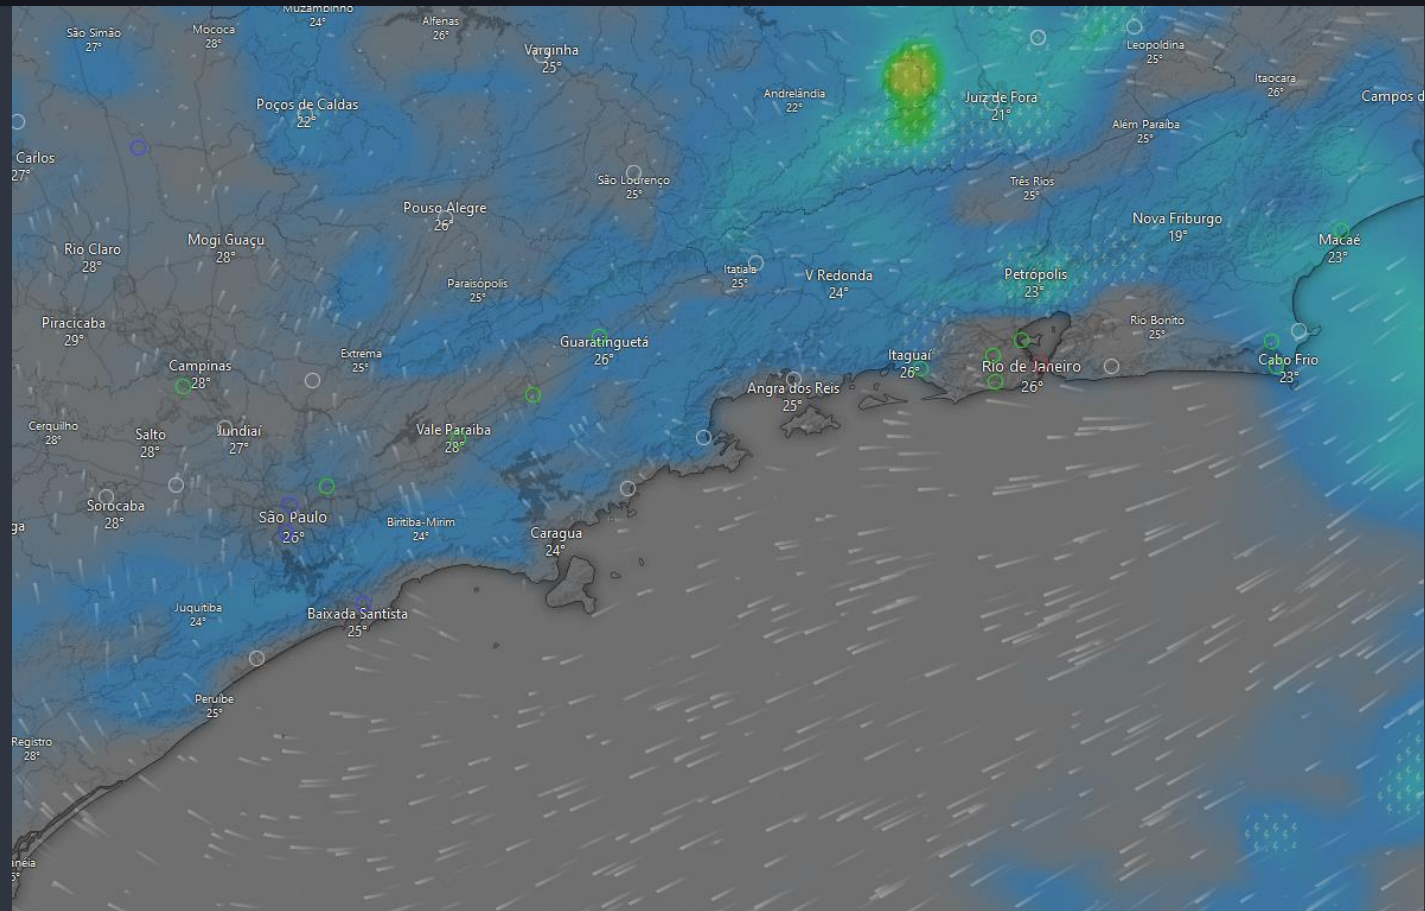 Muzambinho
24°
São Simão
27°
Mococa
28°
Alfenas
26°
Varginha
25°
Leopoldina
25°
Itaocara
26°
Poços de Caldas
22°
Andrelândia
22°
Juiz de Fora
21°
Campos d
Além Paraíba
25°
Carlos
27°
São Lourenço
25°
Três Rios
25°
Pouso Alegre
26°
Nova Friburgo
19°
Rio Claro
28°
Mogi Guaçu
28°
Macaé
23°
Itatiaia
25°
V Redonda
24°
Petrópolis
23°
Paraisópolis
25°
Piracicaba
29°
Rio Bonito
25°
Guaratinguetá
26°
Extrema
25°
Campinas
28°
Itaguaí
26°
Rio de Janeiro
26°
Cabo Frio
23°
Angra dos Reis
25°
Cerquilho
28°
Salto
28°
Jundiaí
27°
Vale Paraiba
28°
Sorocaba
28°
ga
São Paulo
26°
Biritiba-Mirim
24°
Caragua
24°
Juquitiba
24°
Baixada Santista
25°
Peruíbe
25°
Registro
28°
anéia